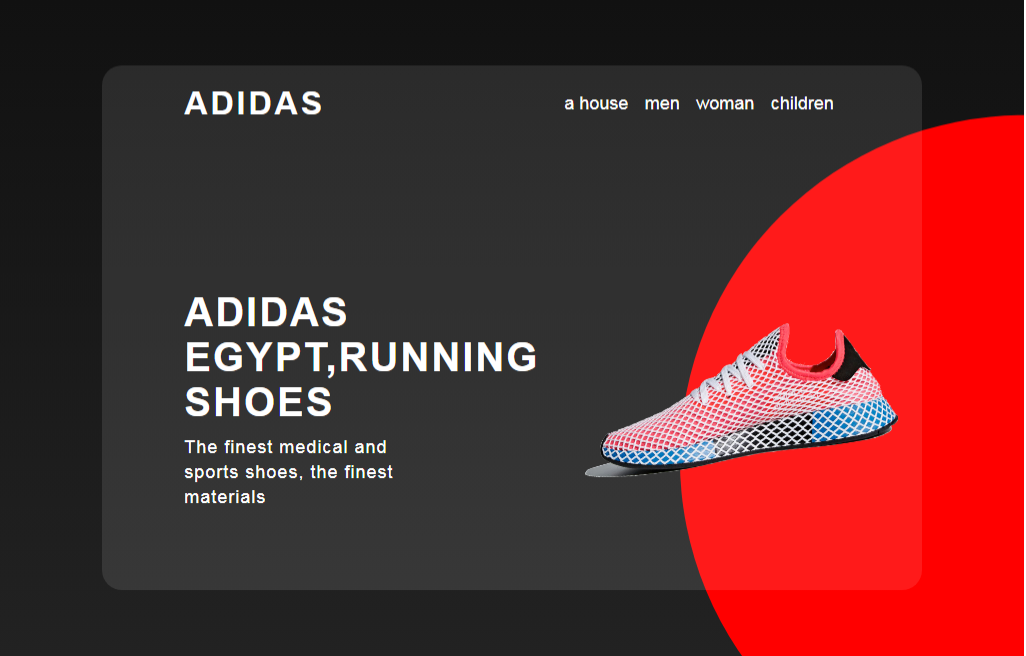 ADIDAS
a house men woman children
ADIDAS
EGYPT,RUNNING
SHOES
The finest medical and
sports shoes, the finest
materials